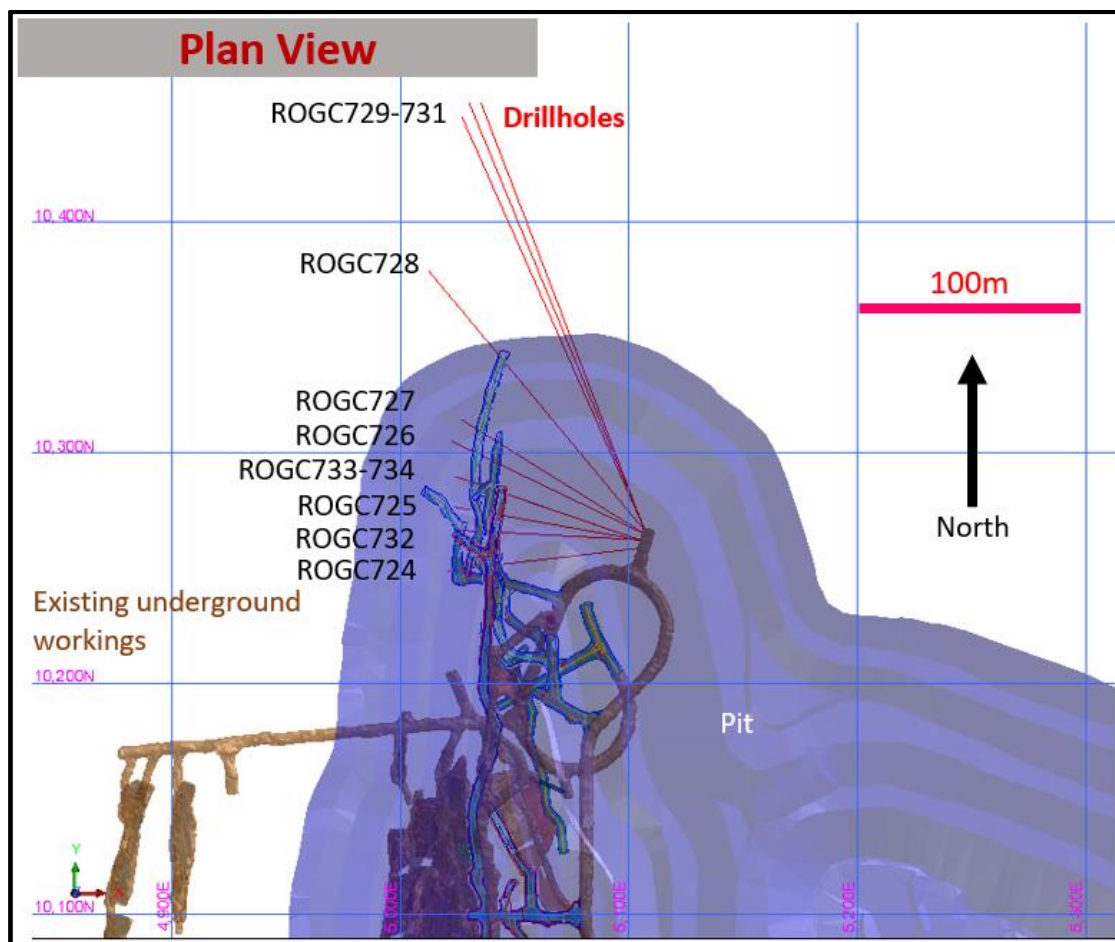 Plan View
ROGC729-731
Drillholes
10,400N
ROGC728
100m
10,300N
ROGC727
ROGC726
ROGC733-734
ROGC725
ROGC732
ROGC724
North
Existing underground
workings
10,200N
Pit
Y
X
10,100N
4,900E
5,000E
5,100E
5,200E
5,300E